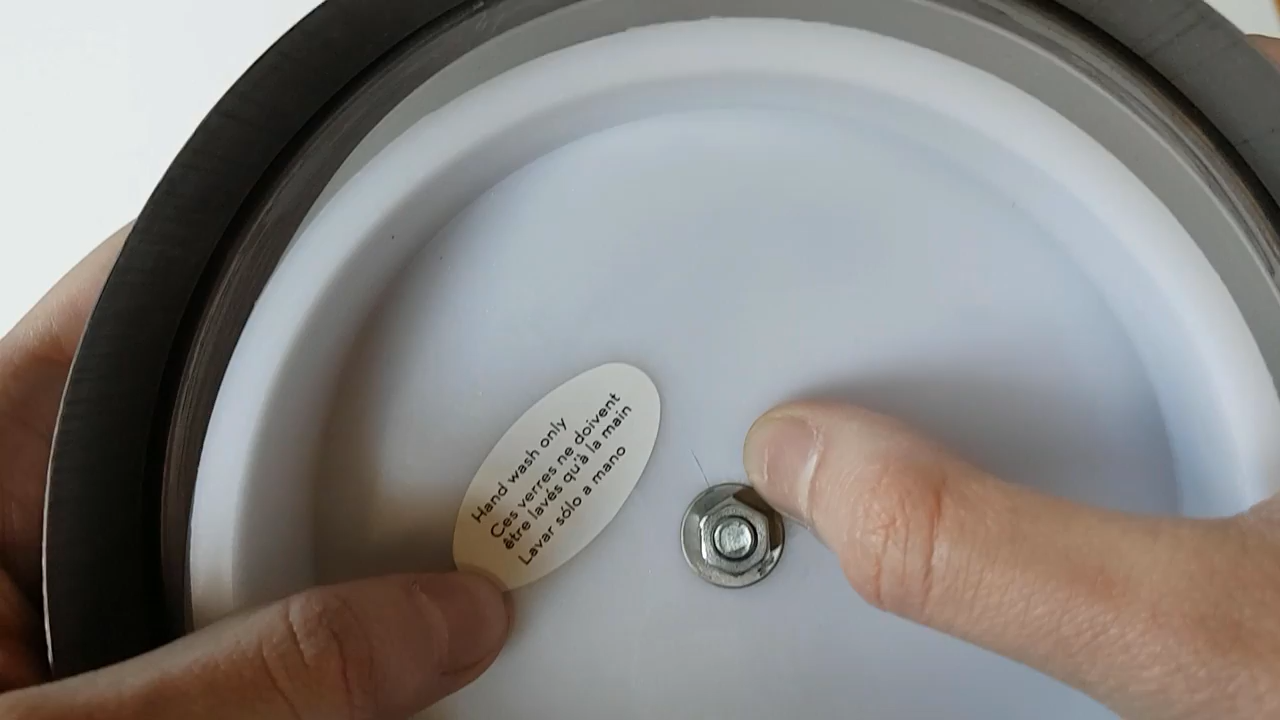 Hand wash only
Ces verres ne doivent
être lavés qu'à la main
Lavar sólo a mano